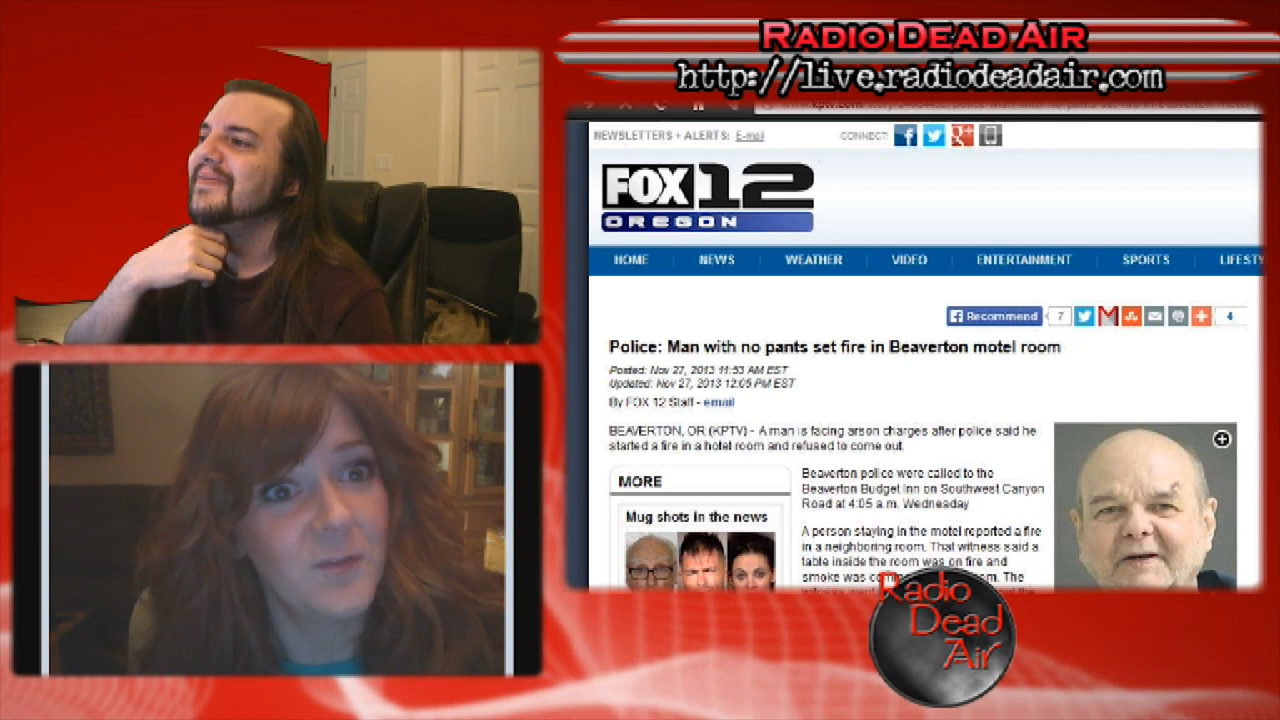 RADIO DEAD AIR
http://live.radiodeadair.com
NEWSLETTERS + ALERTS: E-mail
CONNECT:
FOX 12
OREGON
HOME
NEWS
WEATHER
VIDEO
ENTERTAINMENT
SPORTS
LIFESTY
Recommend
7
4
Police: Man with no pants set fire in Beaverton motel room
Posted: Nov 27, 2013 11:53 AM EST
Updated: Nov 27, 2013 12:05 PM EST
By FOX 12 Staff - email
BEAVERTON, OR (KPTV) - A man is facing arson charges after police said he
started a fire in a hotel room and refused to come out.
MORE
Mug shots in the news
Beaverton police were called to the
Beaverton Budget Inn on Southwest Canyon
Road at 4:05 a.m. Wednesday
A person staying in the motel reported a fire
in a neighboring room. That witness said a
table inside the room was on fire and
smoke was The
Radio
Dead
Air